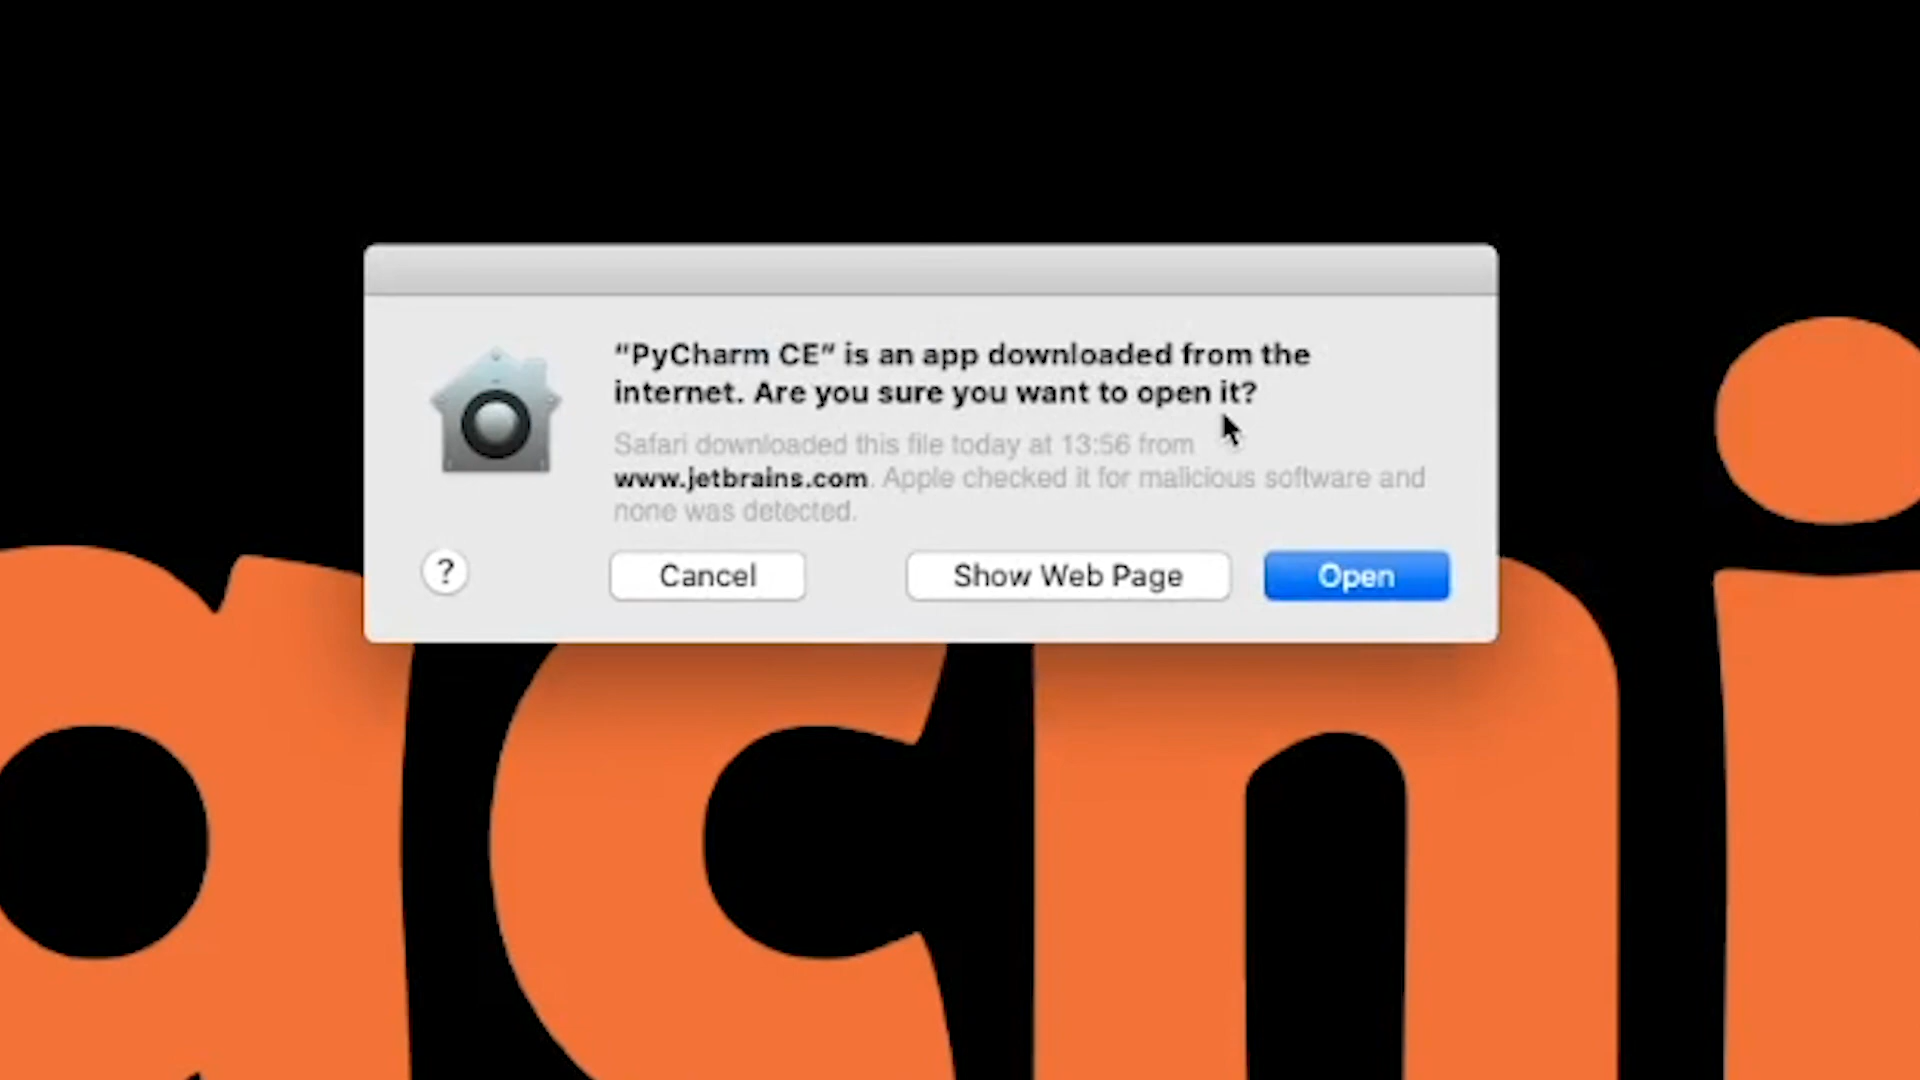 “PyCharm CE” is an app downloaded from the
internet. Are you sure you want to open it?
Safari downloaded this file today at 13:56 from
www.jetbrains.com. Apple checked it for malicious software and
none was detected.
? Cancel Show Web Page Open